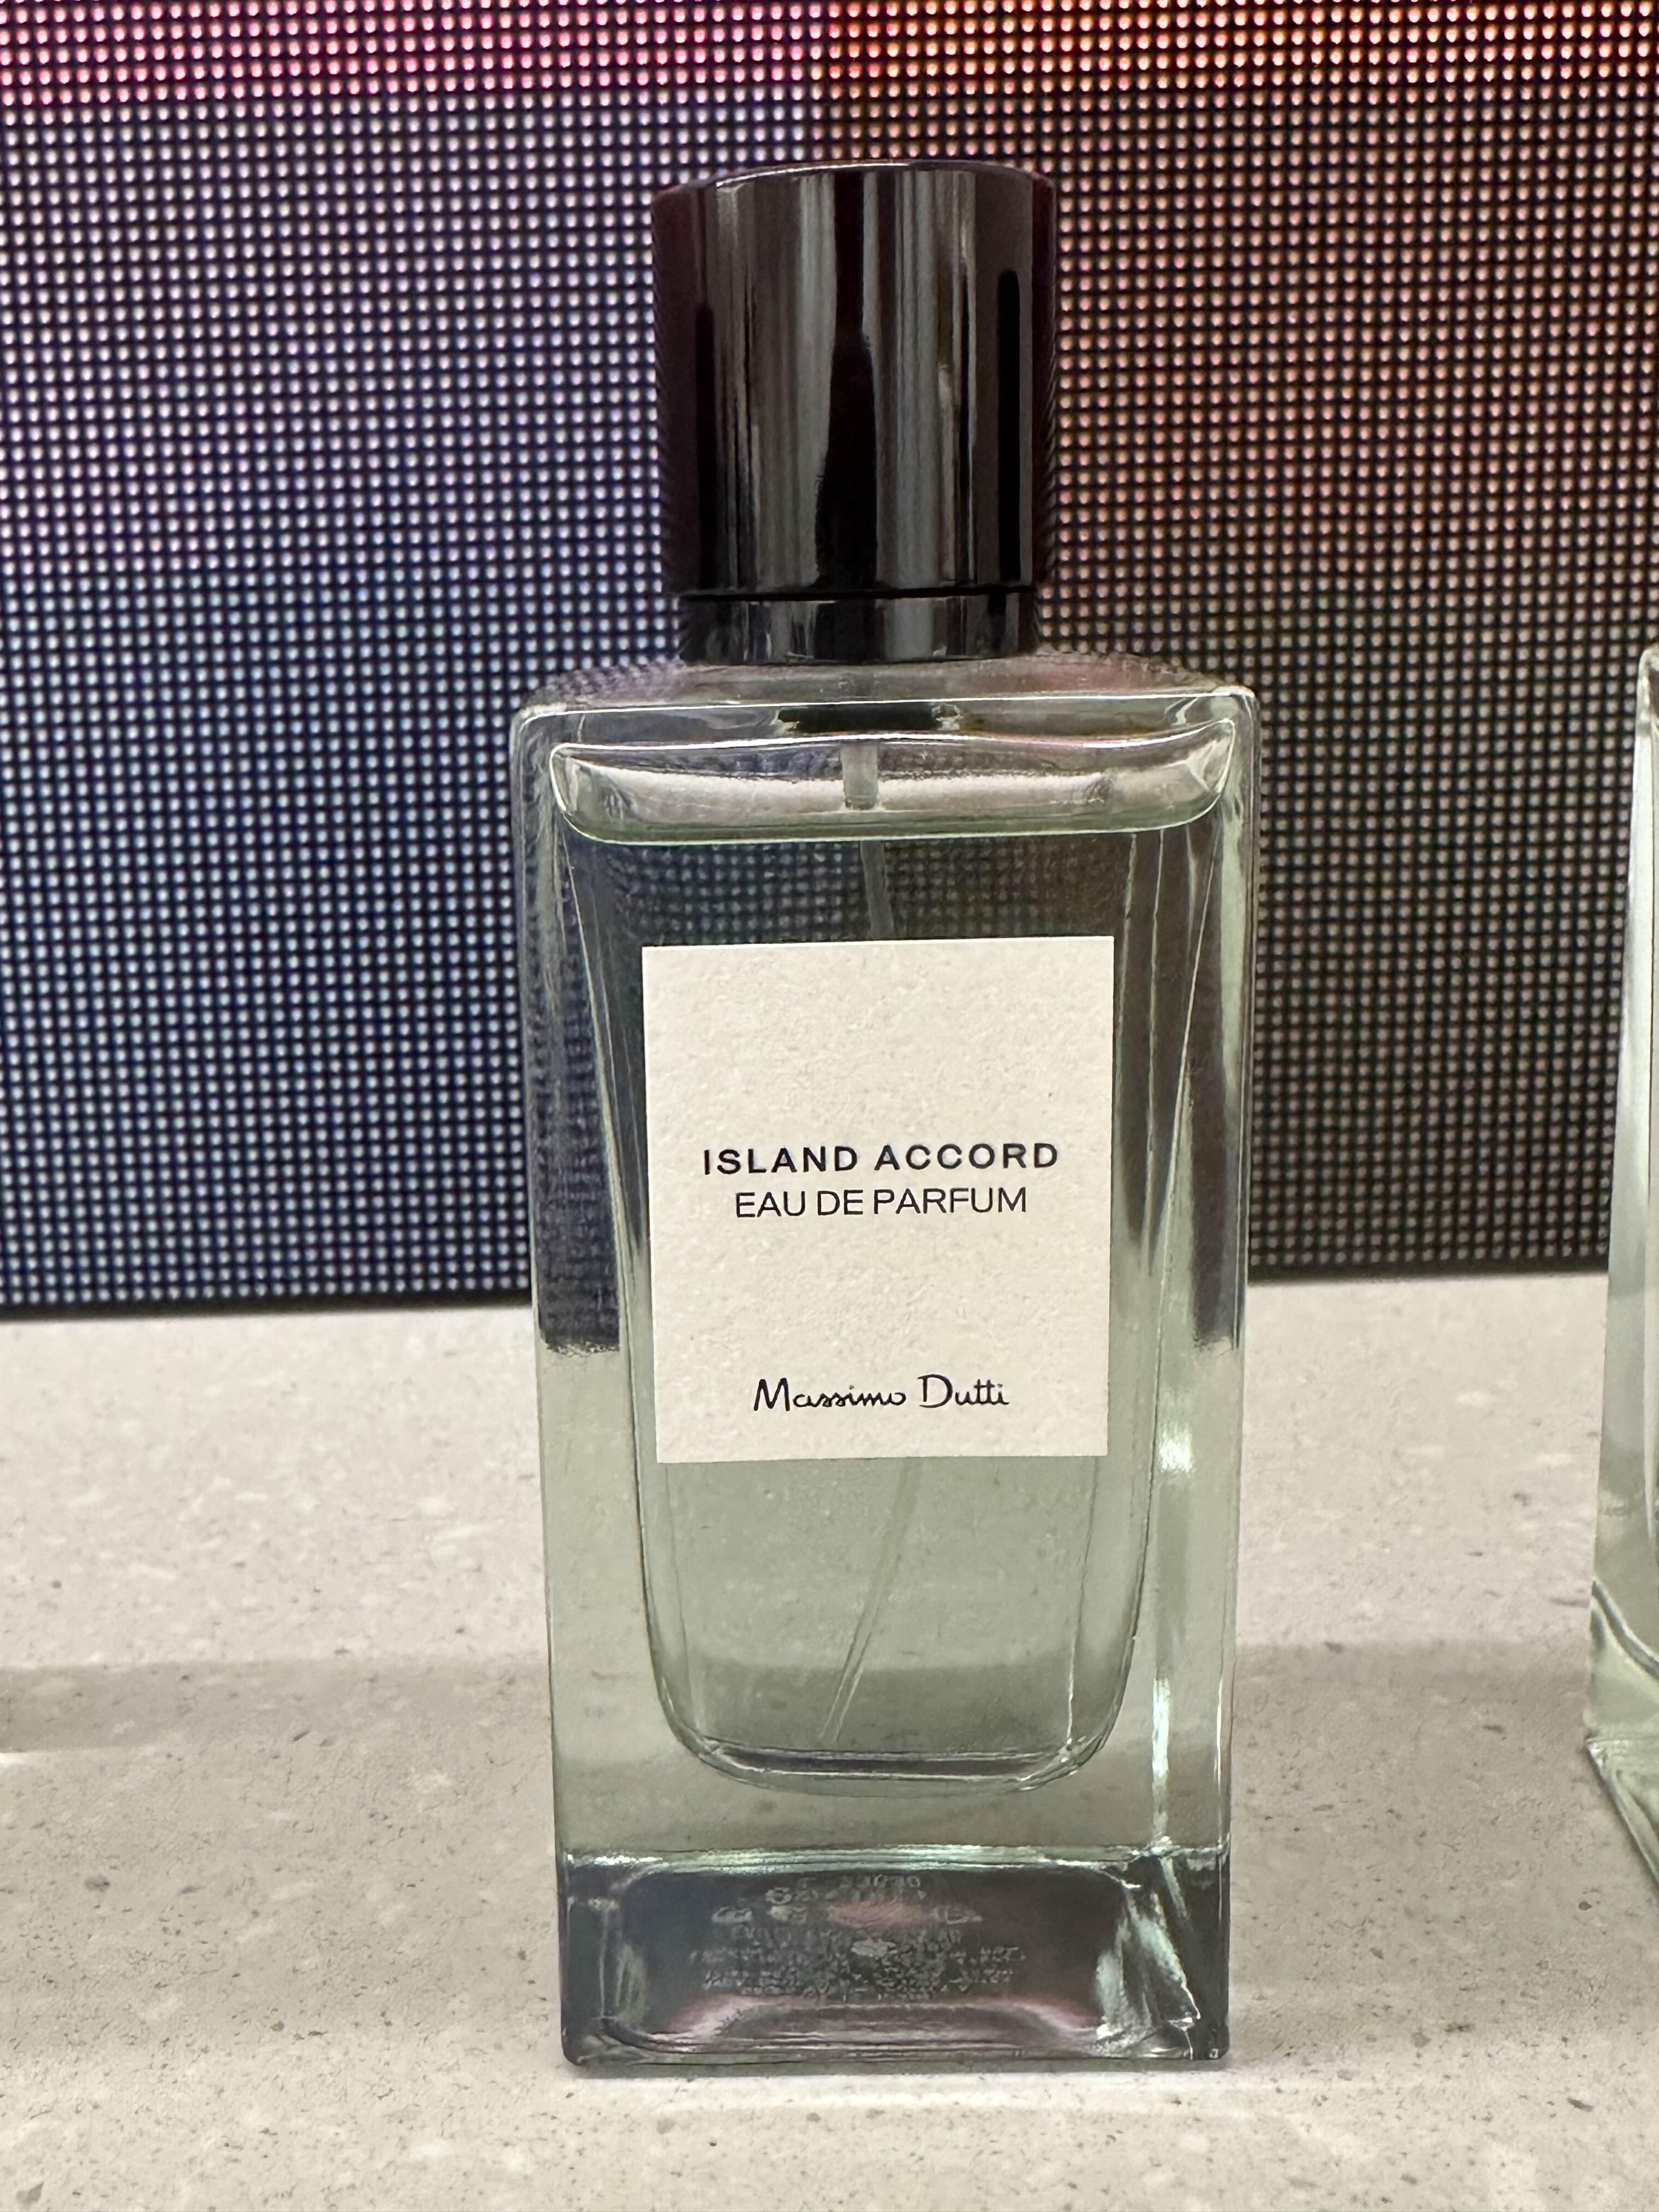 ISLAND ACCORD
EAU DE PARFUM
Massimo Dutti